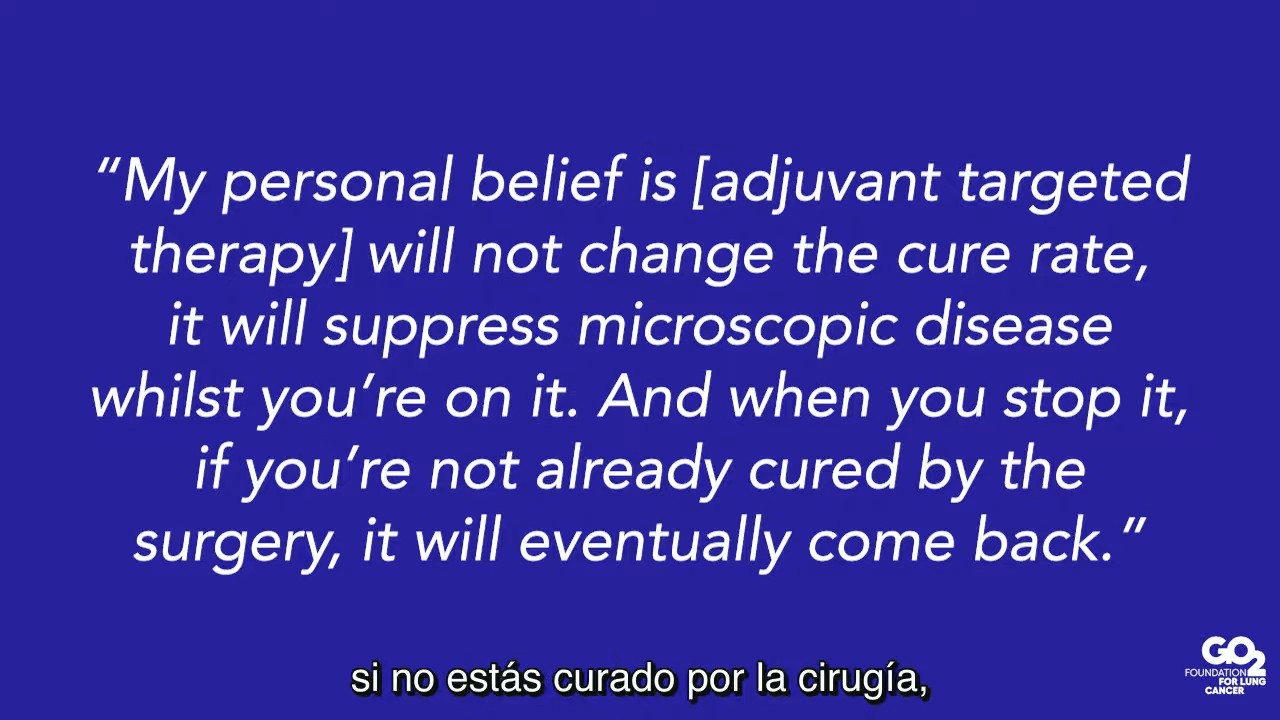 “My personal belief is [adjuvant targeted
therapy] will not change the cure rate,
it will suppress microscopic disease
whilst you’re on it. And when you stop it,
if you’re not already cured by the
surgery, it will eventually come back.”
si no estás curado por la cirugía,
GO2
FOUNDATION
FOR LUNG
CANCER